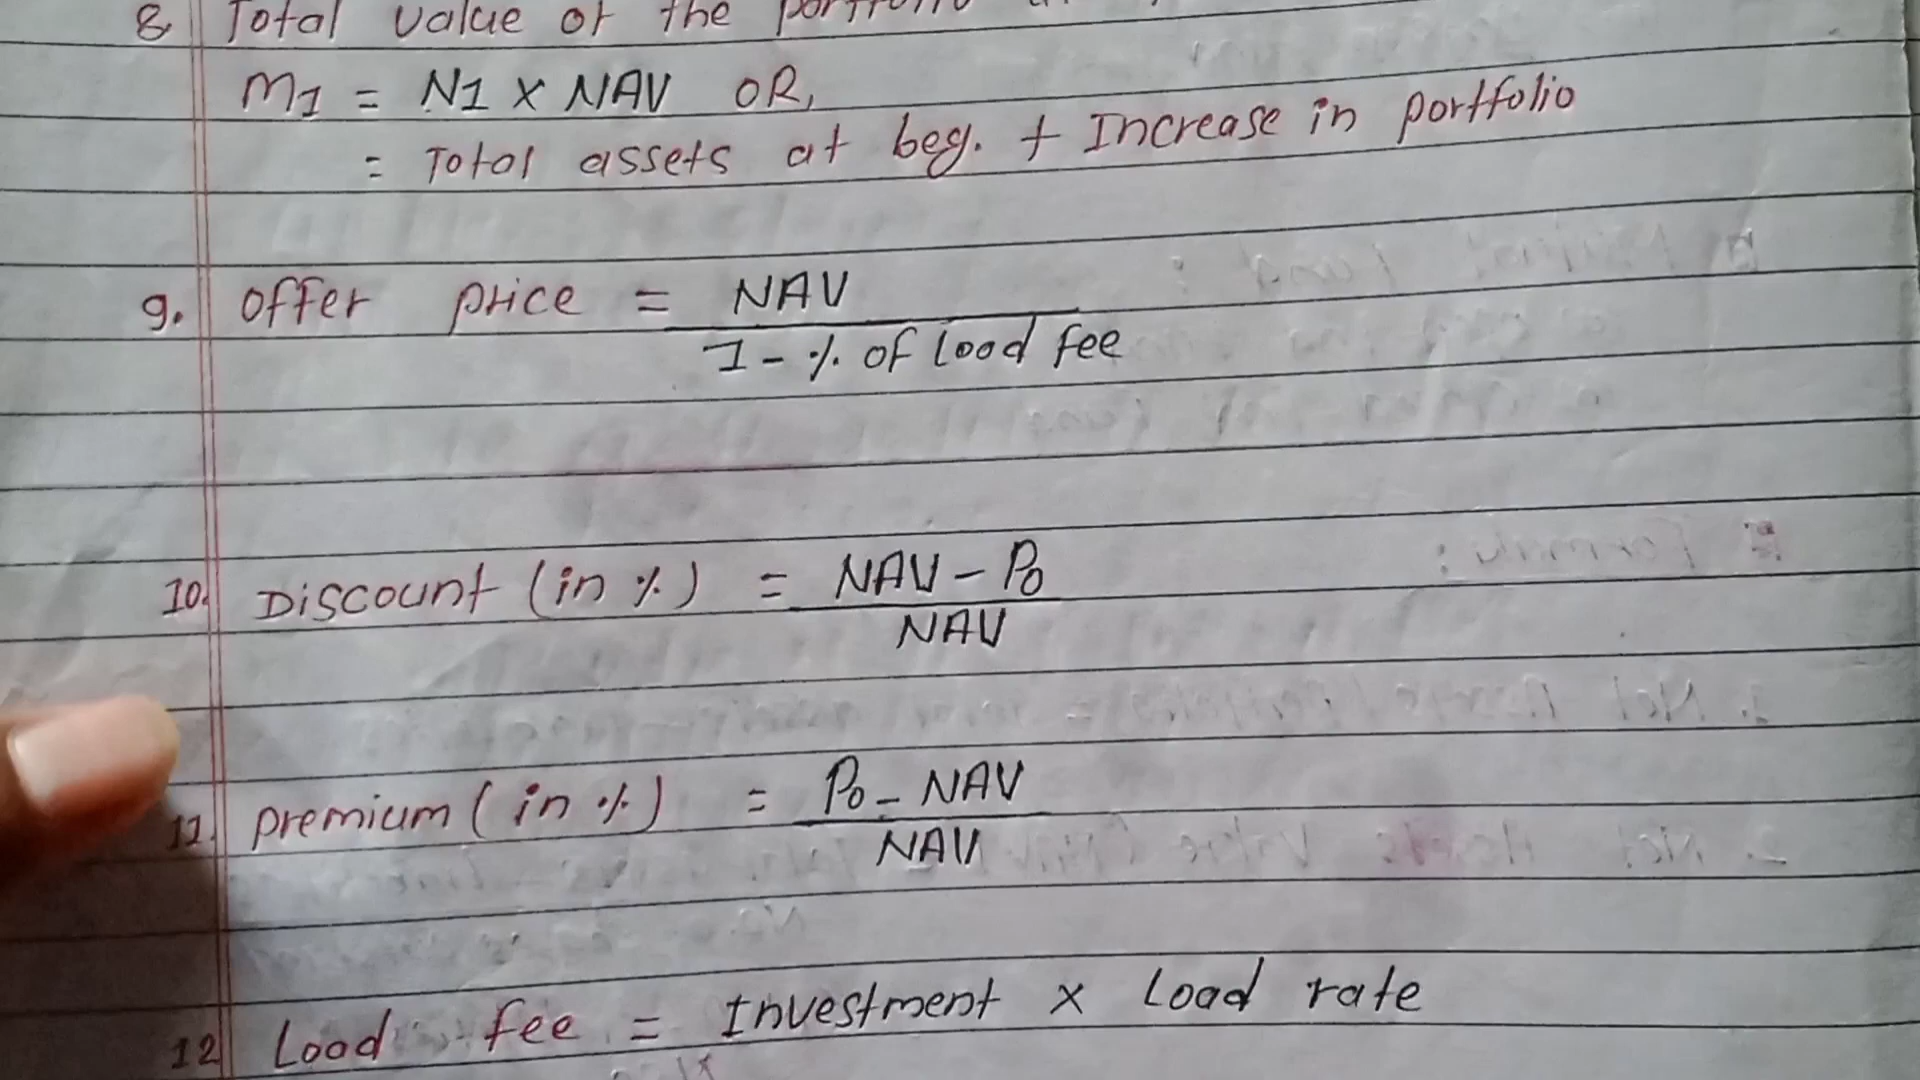 8 Total value of the portfolio
M1 = N1 x NAV OR,
= Total assets at beg. + Increase in portfolio
9. offer price = NAV
1 - % of load fee
10. Discount (in %) = NAV - P0
NAV
11. premium (in %) = P0 - NAV
NAV
12 Load fee = Investment x Load rate